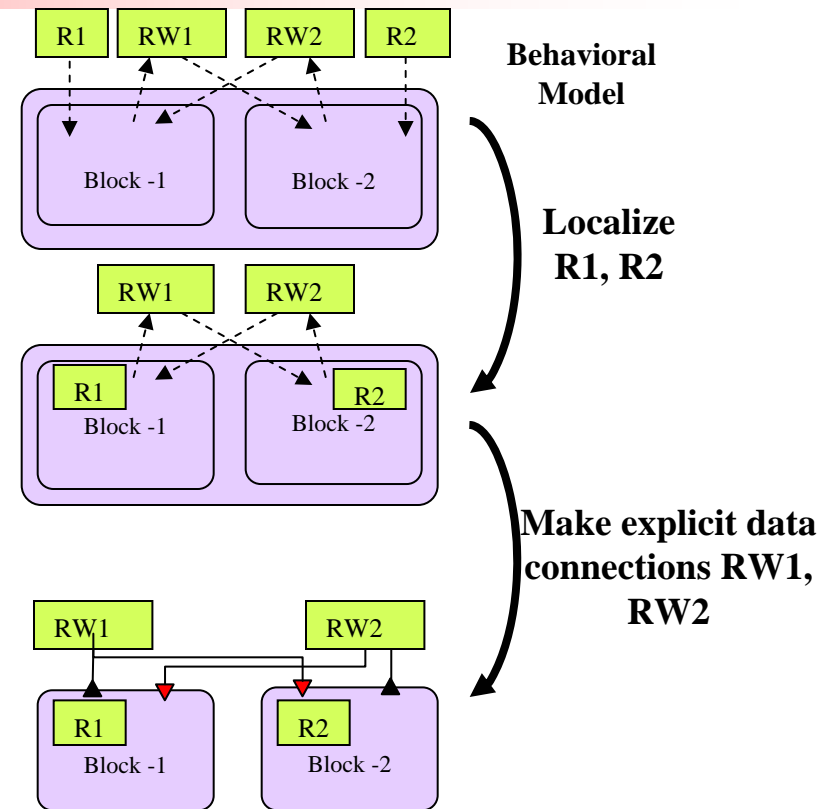 R1 RW1 RW2 R2
Behavioral
Model
Block -1 Block -2
Localize
R1, R2
RW1 RW2
R1 R2
Block -1 Block -2
Make explicit data
connections RW1,
RW2
RW1 RW2
R1 R2
Block -1 Block -2